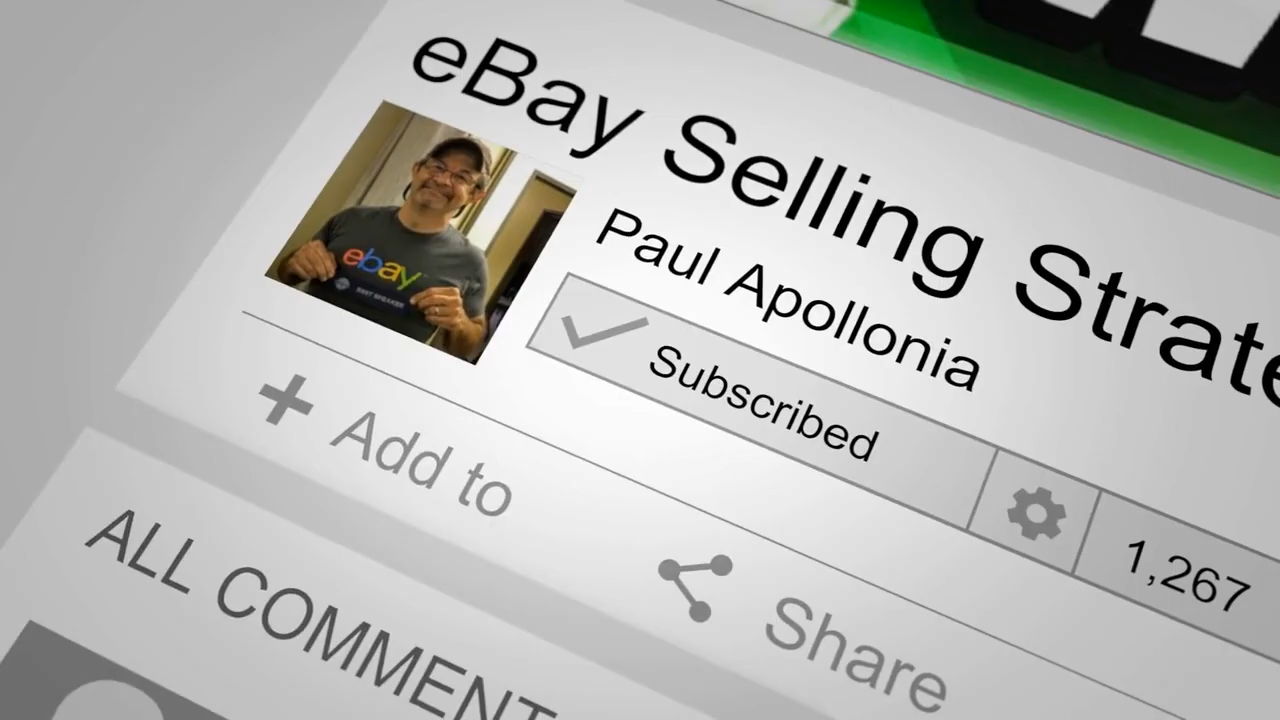 eBay Selling Strate
Paul Apollonia
ebay
Subscribed
1,267
Add to
Share
ALL COMMENT